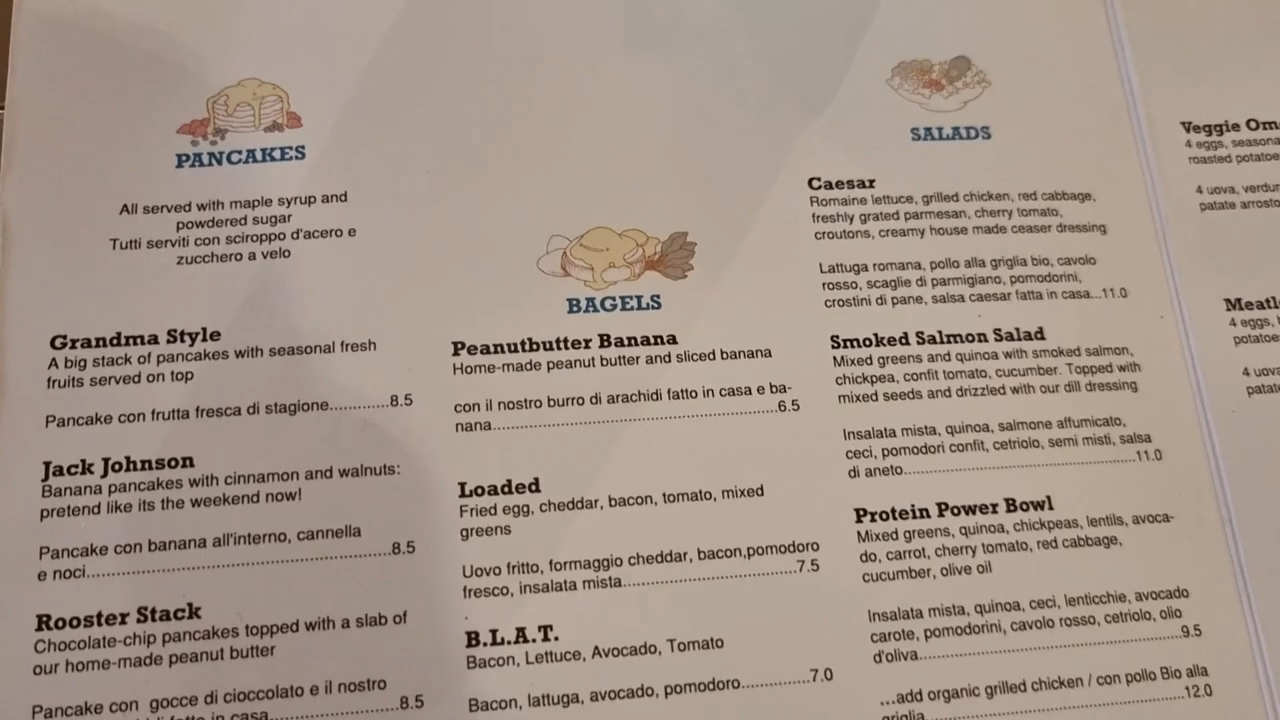 PANCAKES
All served with maple syrup and
powdered sugar
Tutti serviti con sciroppo d'acero e
zucchero a velo
Grandma Style
A big stack of pancakes with seasonal fresh
fruits served on top
Pancake con frutta fresca di stagione............8.5
Jack Johnson
Banana pancakes with cinnamon and walnuts:
pretend like its the weekend now!
Pancake con banana all'interno, cannella
e noci.............................................................8.5
Rooster Stack
Chocolate-chip pancakes topped with a slab of
our home-made peanut butter
Pancake con gocce di cioccolato e il nostro
fatto in casa..........................8.5
BAGELS
Peanutbutter Banana
Home-made peanut butter and sliced banana
con il nostro burro di arachidi fatto in casa e ba-
nana.........................................................6.5
Loaded
Fried egg, cheddar, bacon, tomato, mixed
greens
Uovo fritto, formaggio cheddar, bacon,pomodoro
fresco, insalata mista...................................7.5
.
B.L.A.T.
Bacon, Lettuce, Avocado, Tomato
Bacon, lattuga, avocado, pomodoro..............7.0
SALADS
Caesar
Romaine lettuce, grilled chicken, red cabbage,
freshly grated parmesan, cherry tomato,
croutons, creamy house made ceaser dressing
Lattuga romana, pollo alla griglia bio, cavolo
rosso, scaglie di parmigiano, pomodorini,
crostini di pane, salsa caesar fatta in casa...11.0
Smoked Salmon Salad
Mixed greens and quinoa with smoked salmon,
chickpea, confit tomato, cucumber. Topped with
mixed seeds and drizzled with our dill dressing
Insalata mista, quinoa, salmone affumicato,
ceci, pomodori confit, cetriolo, semi misti, salsa
di aneto..................................................11.0
Protein Power Bowl
Mixed greens, quinoa, chickpeas, lentils, avoca-
do, carrot, cherry tomato, red cabbage,
cucumber, olive oil
Insalata mista, quinoa, ceci, lenticchie, avocado
carote, pomodorini, cavolo rosso, cetriolo, olio
d'oliva.........................................................9.5
...add organic grilled chicken / con pollo Bio alla
griglia........................................................12.0
Veggie Om
4 eggs, seasona
roasted potatoe
4 uova, verdur
patate arrosto
Meatl
4 eggs,
potatoe
4 uova
patat